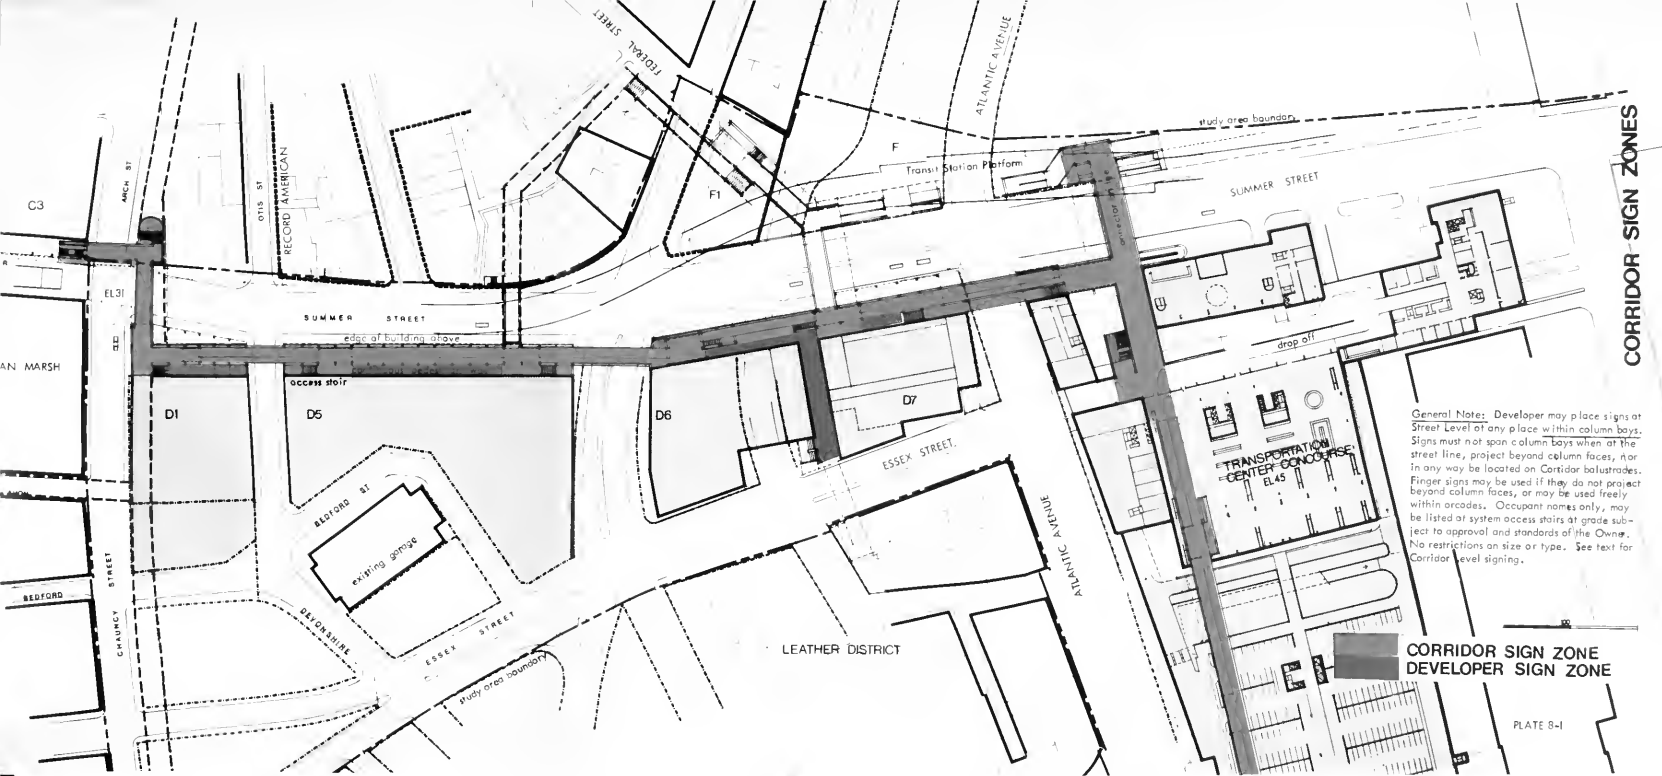 FEDERAL STREET
ATLANTIC AVENUE
study area boundary
CORRIDOR SIGN ZONES
ARCH ST
C3
OTIS ST
RECORD AMERICAN
F
F1
Transit Station Platform
SUMMER STREET
EL31
SUMMER STREET
edge of building above
access stair
AN MARSH
D1
D5
D6
D7
drop off
ESSEX STREET
TRANSPORTATION
CENTER CONCOURSE
EL45
General Note: Developer may place signs at
Street Level at any place within column bays.
Signs must not span column bays when at the
street line, project beyond column faces, nor
in any way be located on Corridor balustrades.
Finger signs may be used if they do not project
beyond column faces, or may be used freely
within arcades. Occupant names only, may
be listed at system access stairs at grade sub-
ject to approval and standards of the Owner.
No restrictions on size or type. See text for
Corridor Level signing.
BEDFORD ST
existing garage
ATLANTIC AVENUE
BEDFORD
CHAUNCY STREET
DEVONSHIRE
ESSEX STREET
study area boundary
LEATHER DISTRICT
CORRIDOR SIGN ZONE
DEVELOPER SIGN ZONE
PLATE 8-1